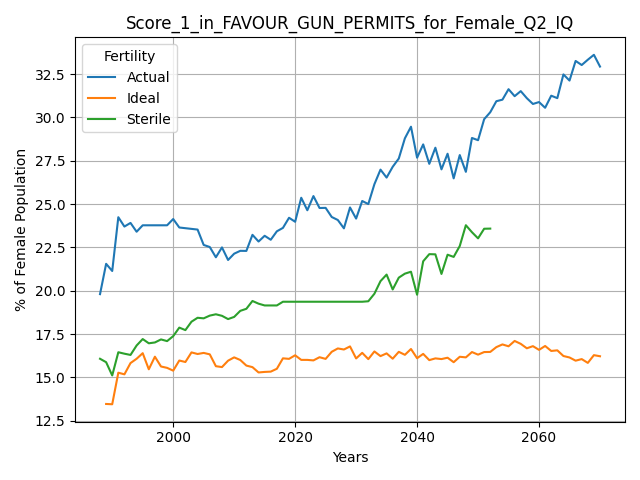 Score_1_in_FAVOUR_GUN_PERMITS_for_Female_Q2_IQ
Fertility
Actual
Ideal
Sterile
% of Female Population
32.5
30.0
27.5
25.0
22.5
20.0
17.5
15.0
12.5
2000 2020 2040 2060
Years